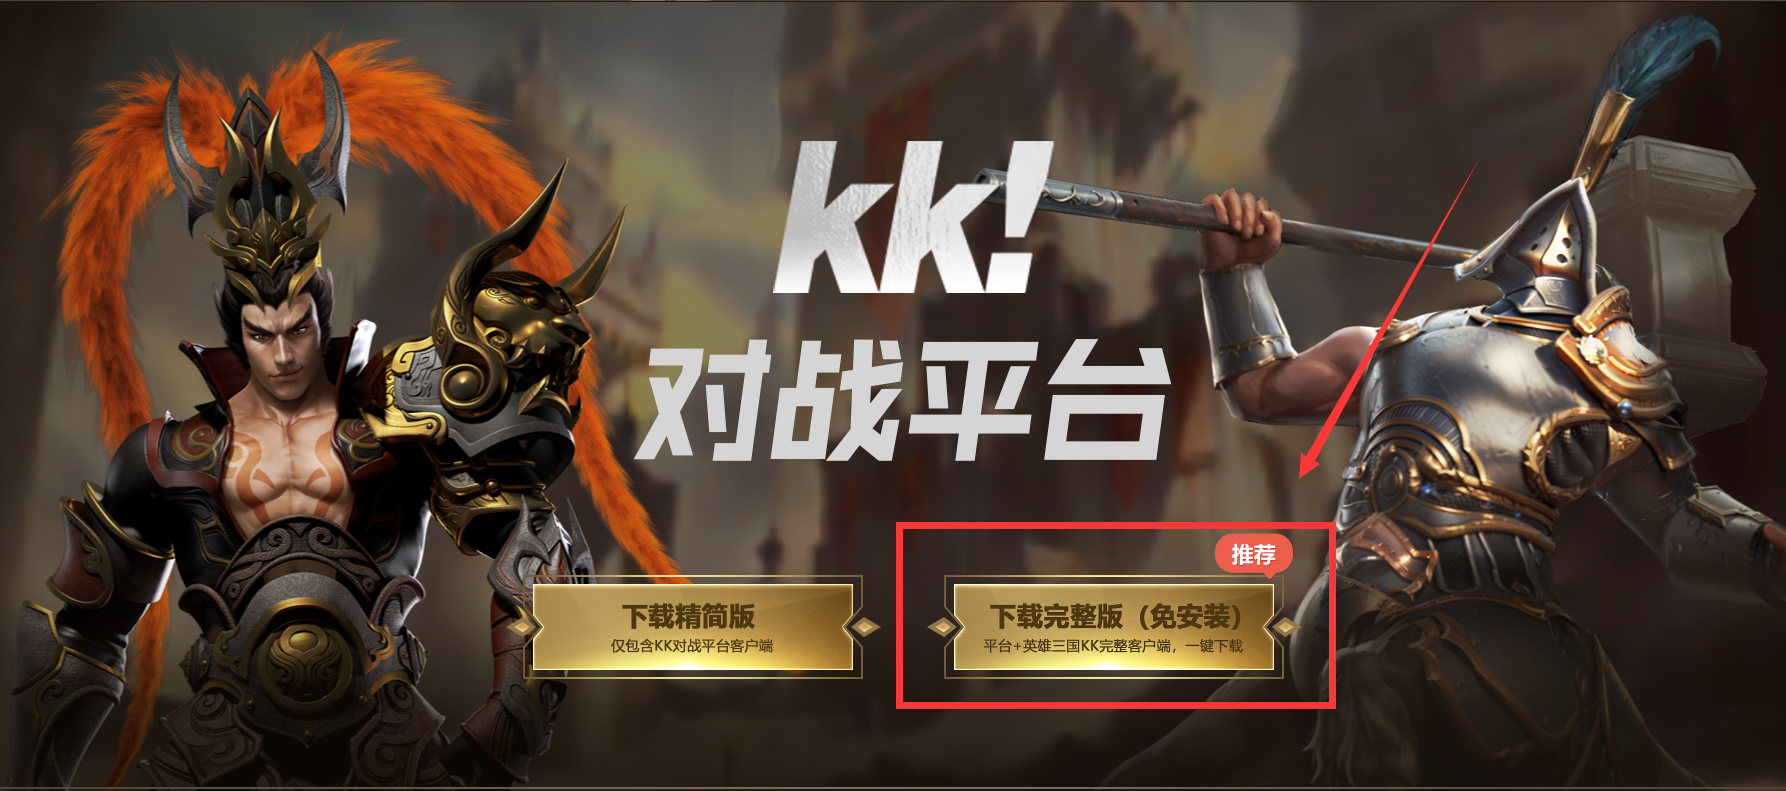 kk!
对战平台
推荐
下载精简版
仅包含KK对战平台客户端
下载完整版（免安装）
平台+英雄三国KK完整客户端，一键下载